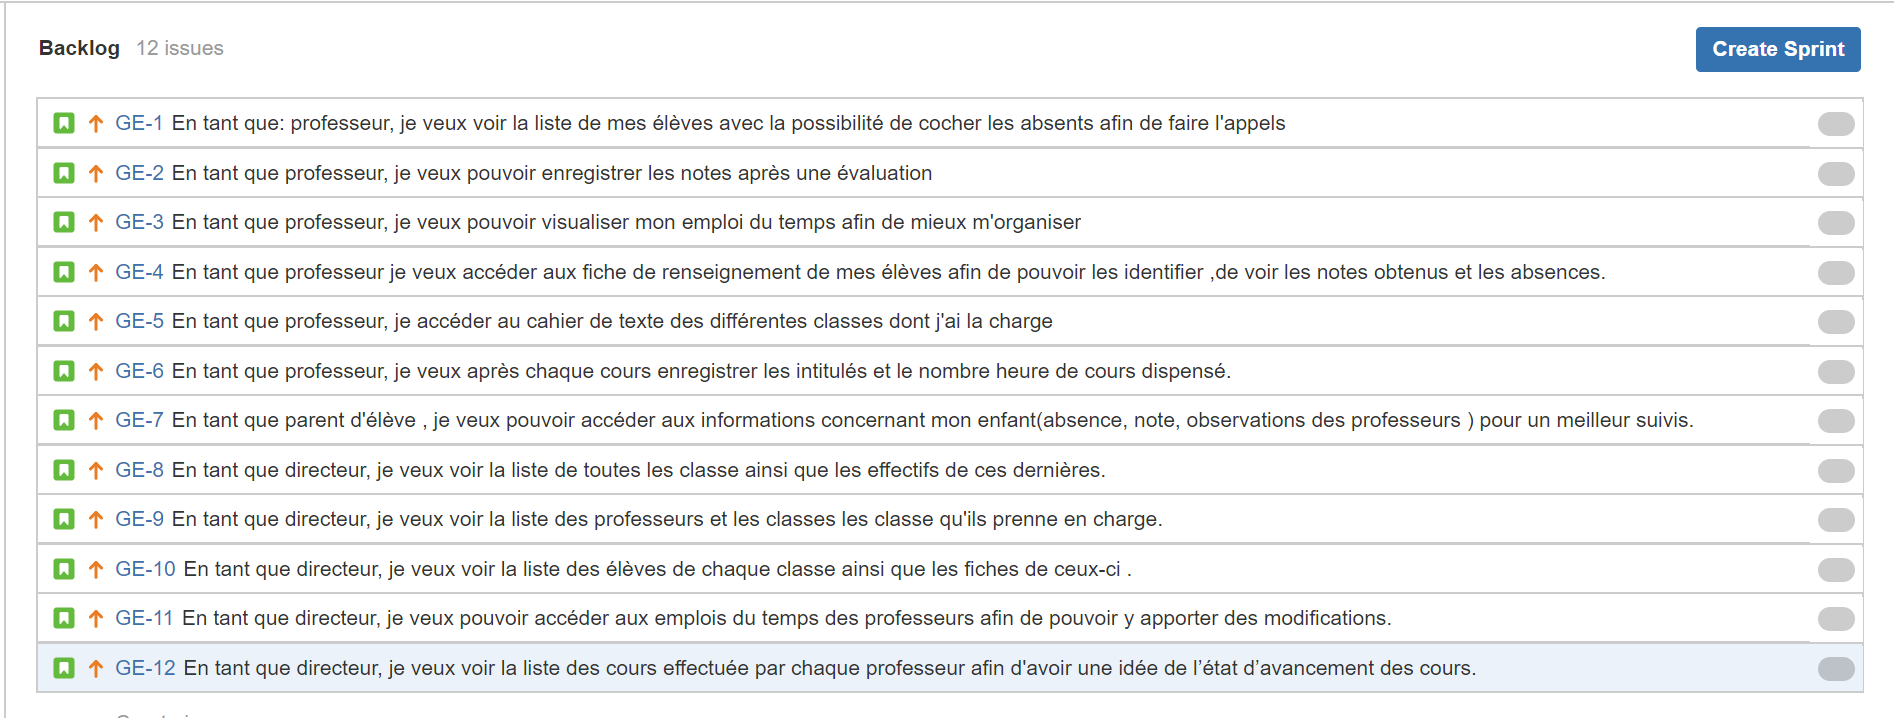 Backlog 12 issues
Create Sprint
GE-1 En tant que: professeur, je veux voir la liste de mes élèves avec la possibilité de cocher les absents afin de faire l'appels
GE-2 En tant que professeur, je veux pouvoir enregistrer les notes après une évaluation
GE-3 En tant que professeur, je veux pouvoir visualiser mon emploi du temps afin de mieux m'organiser
GE-4 En tant que professeur je veux accéder aux fiche de renseignement de mes élèves afin de pouvoir les identifier ,de voir les notes obtenus et les absences.
GE-5 En tant que professeur, je accéder au cahier de texte des différentes classes dont j'ai la charge
GE-6 En tant que professeur, je veux après chaque cours enregistrer les intitulés et le nombre heure de cours dispensé.
GE-7 En tant que parent d'élève , je veux pouvoir accéder aux informations concernant mon enfant(absence, note, observations des professeurs ) pour un meilleur suivis.
GE-8 En tant que directeur, je veux voir la liste de toutes les classe ainsi que les effectifs de ces dernières.
GE-9 En tant que directeur, je veux voir la liste des professeurs et les classes les classe qu'ils prenne en charge.
GE-10 En tant que directeur, je veux voir la liste des élèves de chaque classe ainsi que les fiches de ceux-ci .
GE-11 En tant que directeur, je veux pouvoir accéder aux emplois du temps des professeurs afin de pouvoir y apporter des modifications.
GE-12 En tant que directeur, je veux voir la liste des cours effectuée par chaque professeur afin d'avoir une idée de l’état d’avancement des cours.